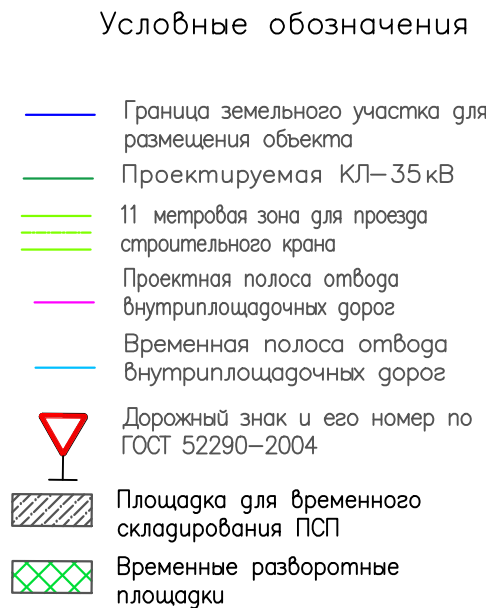 Условные обозначения
Граница земельного участка для
размещения объекта
Проектируемая КЛ-35кВ
11 метровая зона для проезда
строительного крана
Проектная полоса отвода
внутриплощадочных дорог
Временная полоса отвода
внутриплощадочных дорог
Дорожный знак и его номер по
ГОСТ 52290-2004
Площадка для временного
складирования ПСП
Временные разворотные
площадки